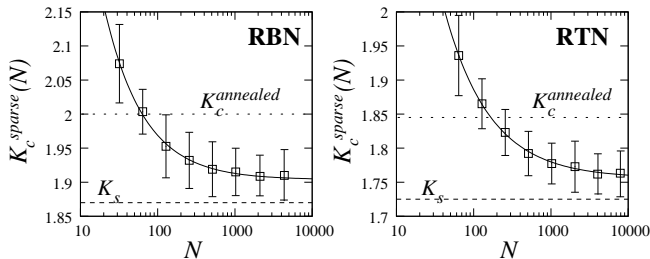 2.15
2.1
2.05
2
1.95
1.9
1.85
10 100 1000 10000
K_c^sparse(N)
N
RBN
K_c^annealed
K_s
2
1.95
1.9
1.85
1.8
1.75
1.7
10 100 1000 10000
K_c^sparse(N)
N
RTN
K_c^annealed
K_s